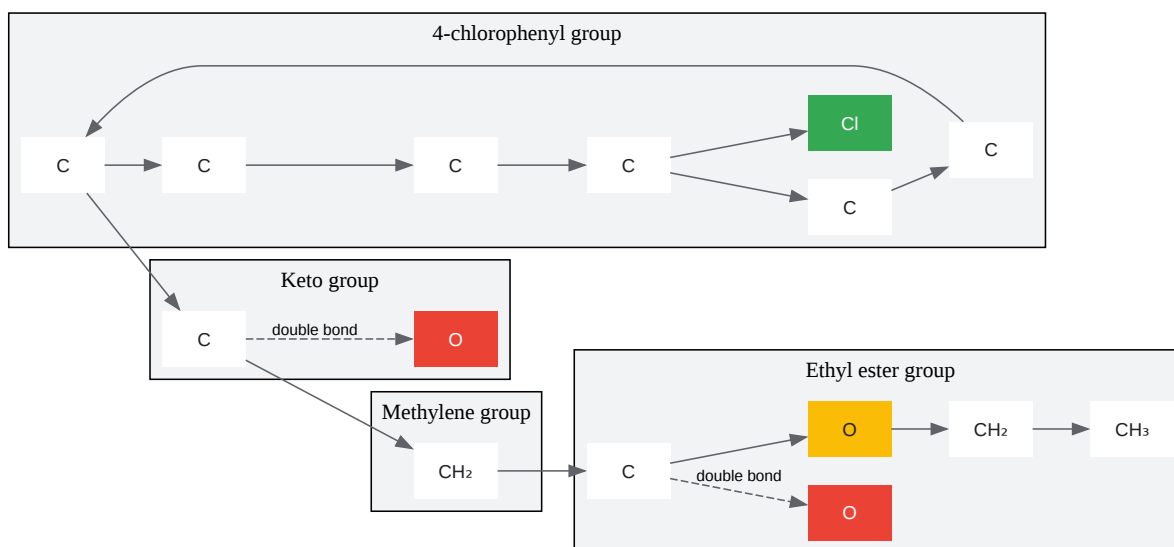 4-chlorophenyl group
Cl
C
C
C
C
C
C
Keto group
C
double bond
O
Ethyl ester group
Methylene group
O
CH₂
CH₃
CH₂
C
double bond
O